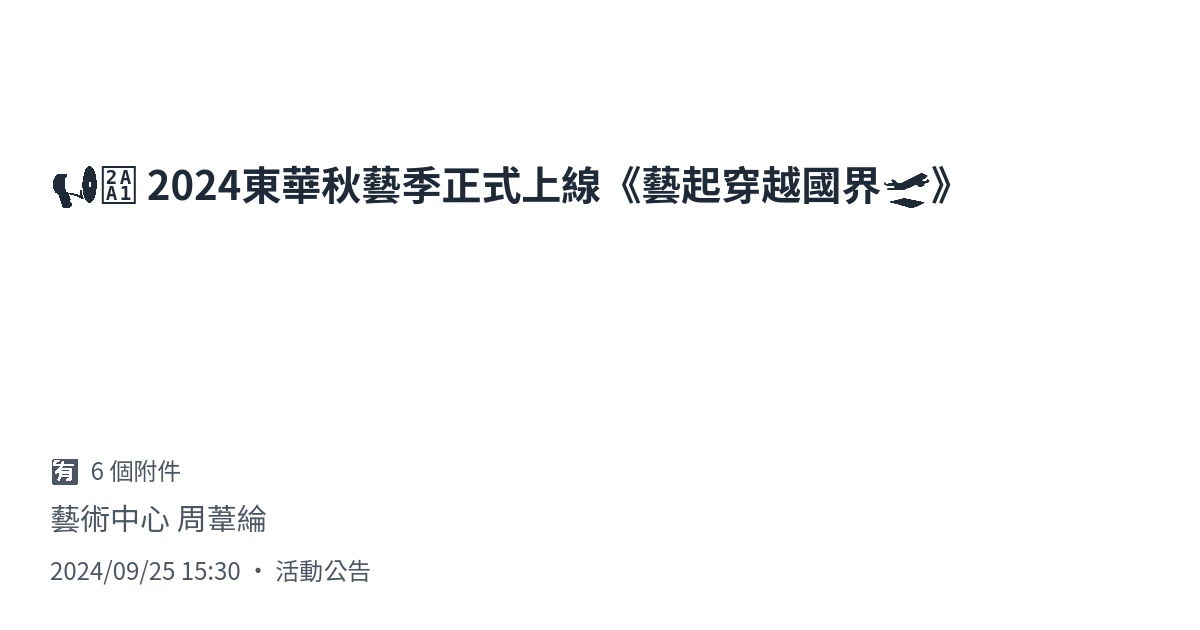 📢𪪡 2024東華秋藝季正式上線《藝起穿越國界🛫》
🈶 6 個附件
藝術中心 周葦綸
2024/09/25 15:30 ・ 活動公告